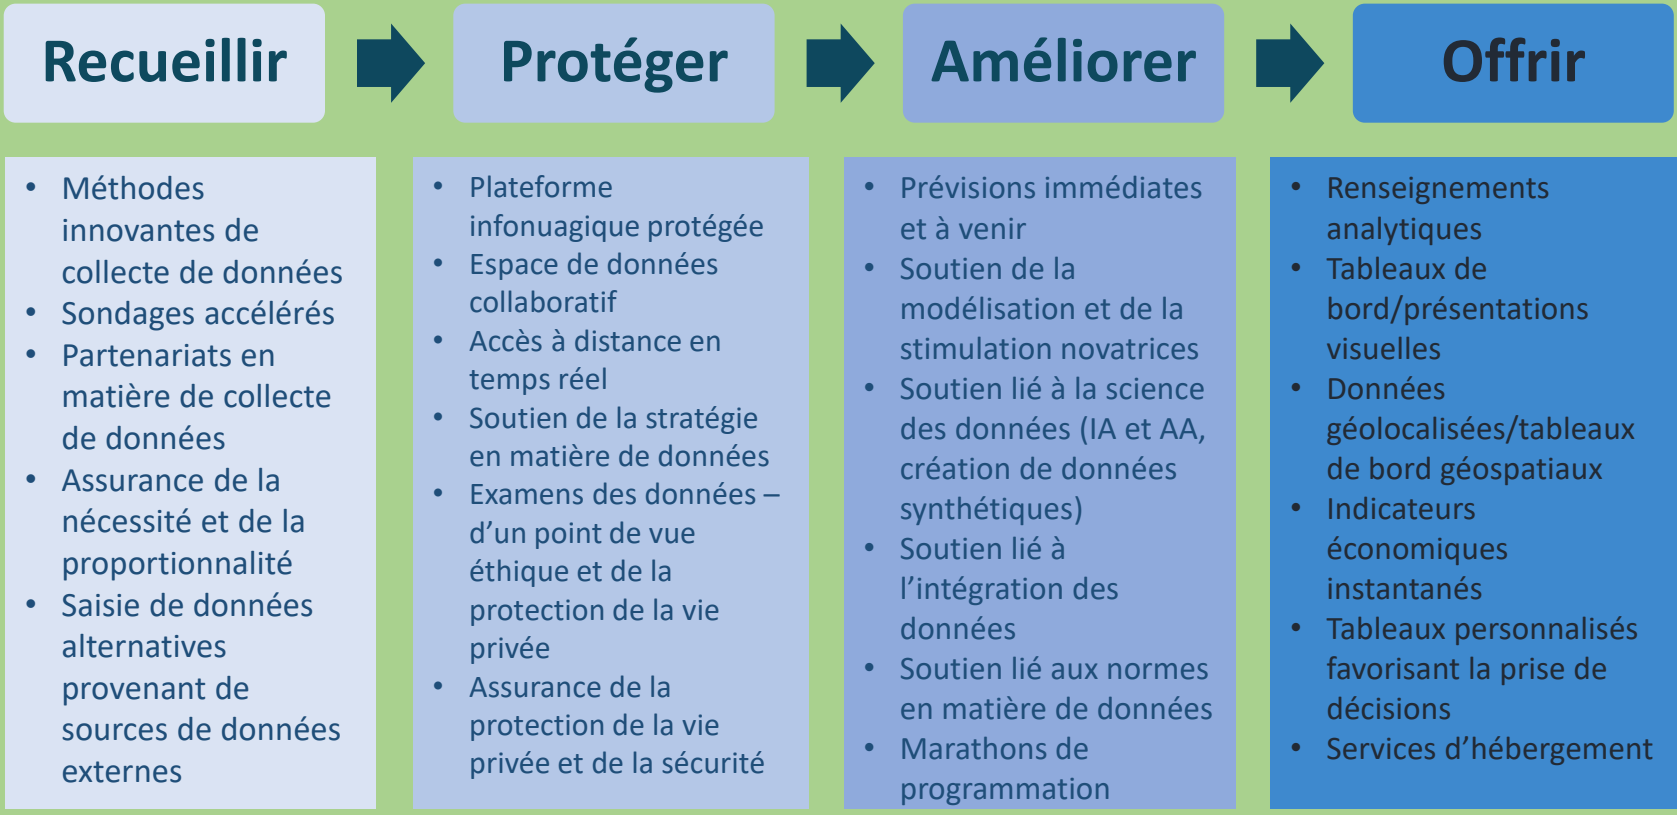 Recueillir
Protéger
Améliorer
Offrir
• Méthodes
innovantes de
collecte de données
• Sondages accélérés
• Partenariats en
matière de collecte
de données
• Assurance de la
nécessité et de la
proportionnalité
• Saisie de données
alternatives
provenant de
sources de données
externes
• Plateforme
infonuagique protégée
• Espace de données
collaboratif
• Accès à distance en
temps réel
• Soutien de la stratégie
en matière de données
• Examens des données –
d’un point de vue
éthique et de la
protection de la vie
privée
• Assurance de la
protection de la vie
privée et de la sécurité
• Prévisions immédiates
et à venir
• Soutien de la
modélisation et de la
stimulation novatrices
• Soutien lié à la science
des données (IA et AA,
création de données
synthétiques)
• Soutien lié à
l’intégration des
données
• Soutien lié aux normes
en matière de données
• Marathons de
programmation
• Renseignements
analytiques
• Tableaux de
bord/présentations
visuelles
• Données
géolocalisées/tableaux
de bord géospatiaux
• Indicateurs
économiques
instantanés
• Tableaux personnalisés
favorisant la prise de
décisions
• Services d’hébergement